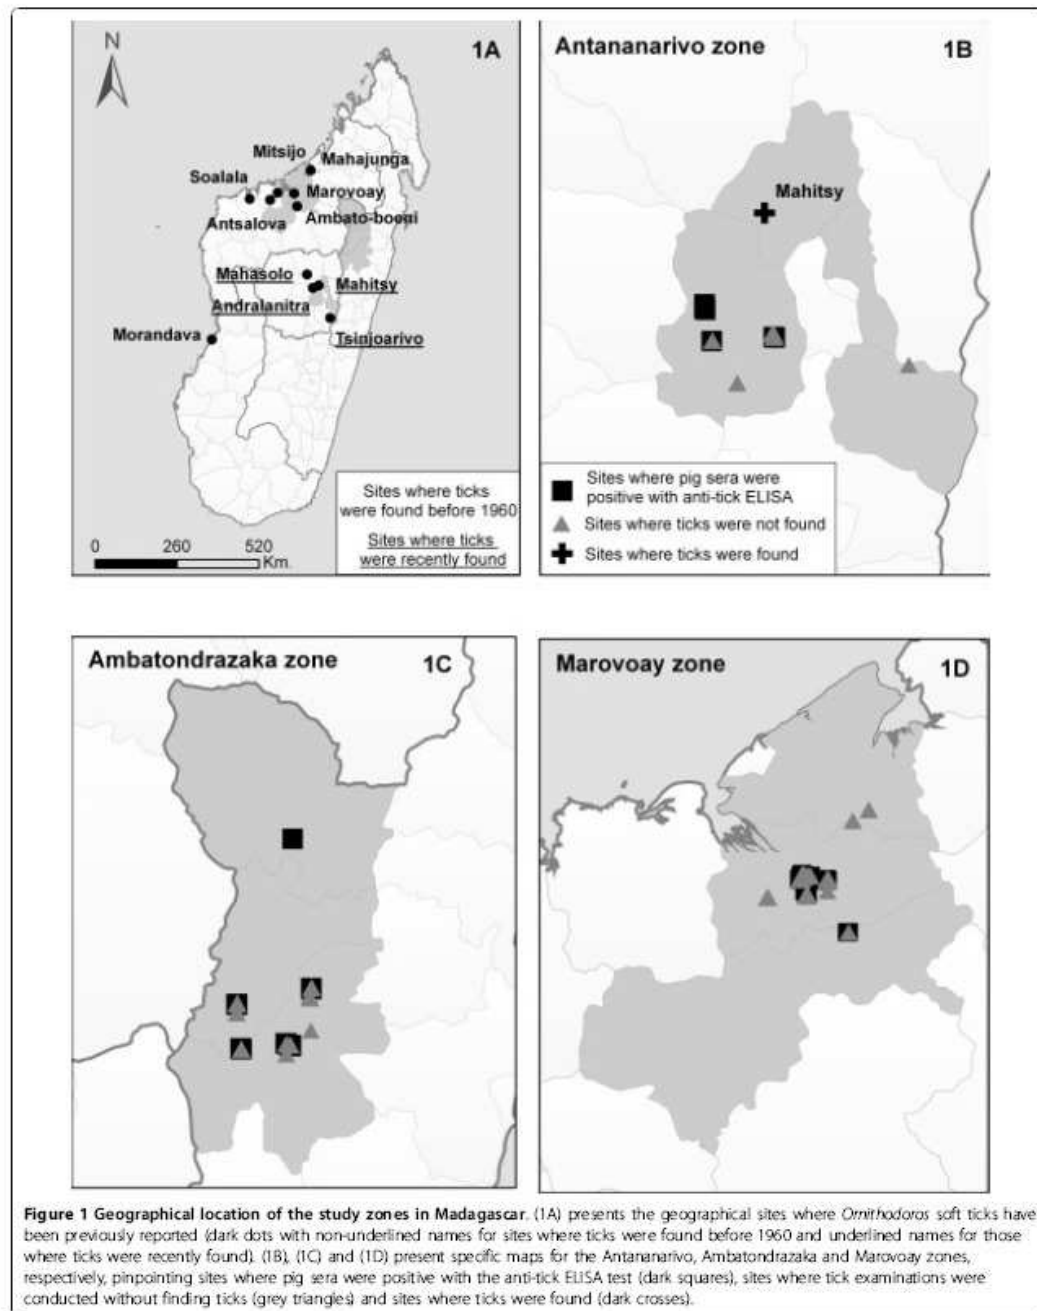 N
1A
Mitsijo
Mahajunga
Soalala
Marovoay
Antsalova
Ambato-boeni
Mahasolo
Mahitsy
Andralanitra
Morandava
Tsinjoarivo
Sites where ticks
were found before 1960
Sites where ticks
were recently found
0 260 520
Km.
Antananarivo zone 1B
Mahitsy
Sites where pig sera were
positive with anti-tick ELISA
Sites where ticks were not found
Sites where ticks were found
Ambatondrazaka zone 1C
Marovoay zone 1D
Figure 1 Geographical location of the study zones in Madagascar. (1A) presents the geographical sites where Ornithodoros soft ticks have
been previously reported (dark dots with non-underlined names for sites where ticks were found before 1960 and underlined names for those
where ticks were recently found). (1B), (1C) and (1D) present specific maps for the Antananarivo, Ambatondrazaka and Marovoay zones,
respectively, pinpointing sites where pig sera were positive with the anti-tick ELISA test (dark squares), sites where tick examinations were
conducted without finding ticks (grey triangles) and sites where ticks were found (dark crosses).